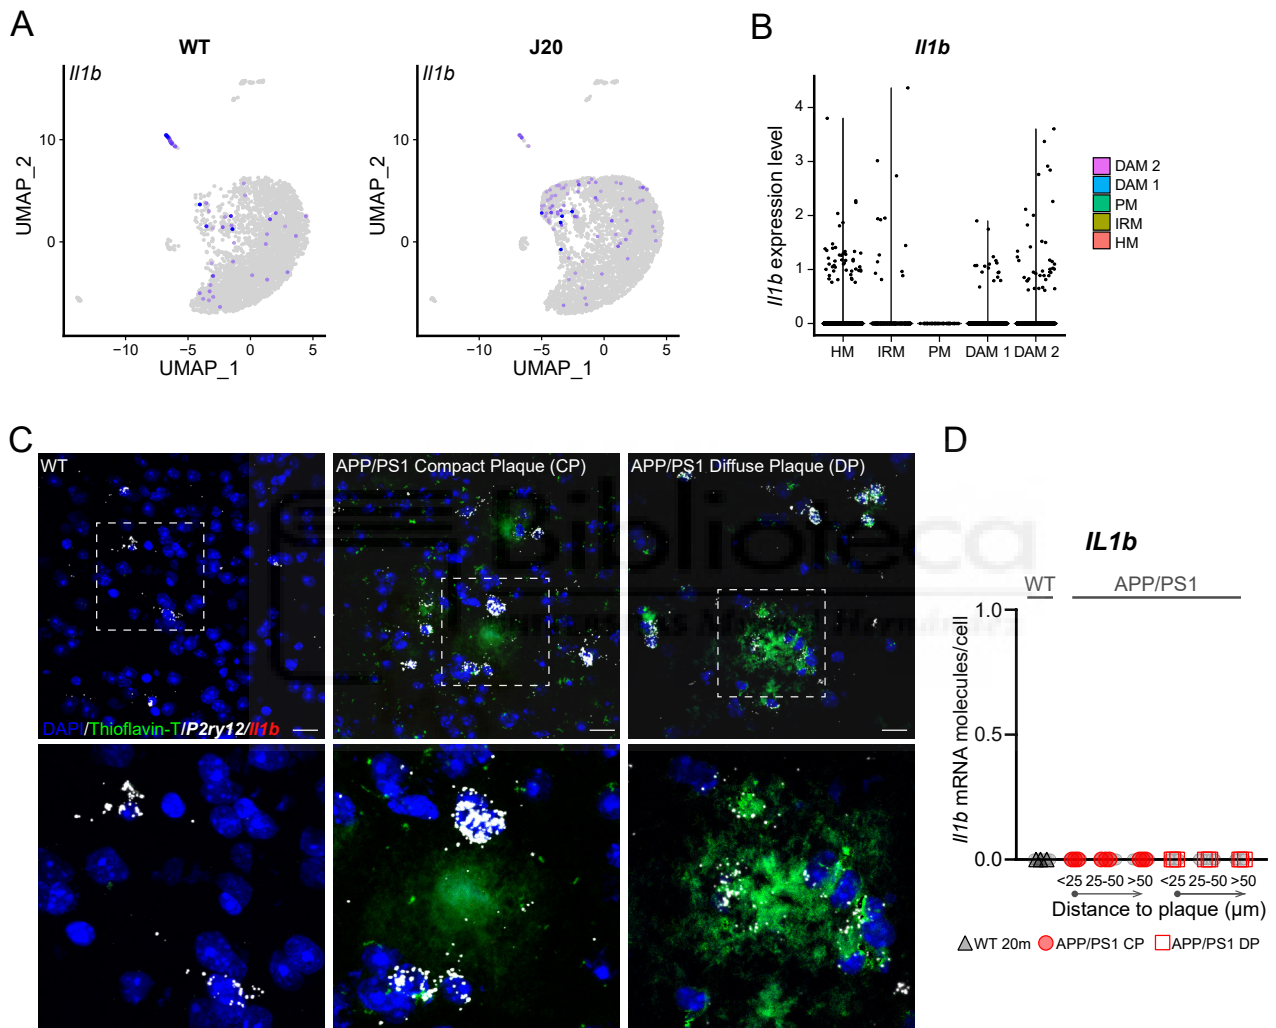 A
WT
J20
Il1b
Il1b
UMAP_2
10
0
−10
−5
0
5
UMAP_1
UMAP_2
10
0
−10
−5
0
5
UMAP_1
B
Il1b
Il1b expression level
4
3
2
1
0
HM
IRM
PM
DAM 1
DAM 2
DAM 2
DAM 1
PM
IRM
HM
C
WT
APP/PS1 Compact Plaque (CP)
APP/PS1 Diffuse Plaque (DP)
DAPI/Thioflavin-T/P2ry12/Il1b
Biblioteca
D
IL1b
WT
APP/PS1
Il1b mRNA molecules/cell
1.0
0.5
0.0
<25 25-50 >50
<25 25-50 >50
Distance to plaque (µm)
WT 20m
APP/PS1 CP
APP/PS1 DP